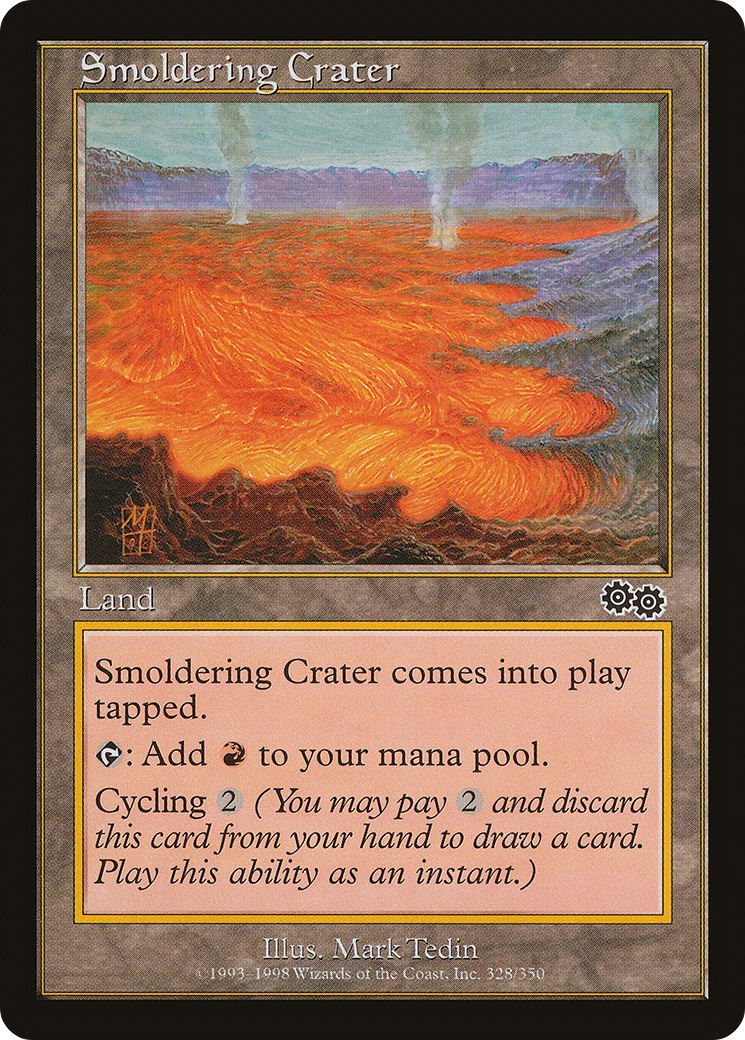 Smoldering Crater
Land
Smoldering Crater comes into play
tapped.
: Add to your mana pool.
Cycling 2 (You may pay 2 and discard
this card from your hand to draw a card.
Play this ability as an instant.)
Illus. Mark Tedin
©1993–1998 Wizards of the Coast, Inc. 328/350